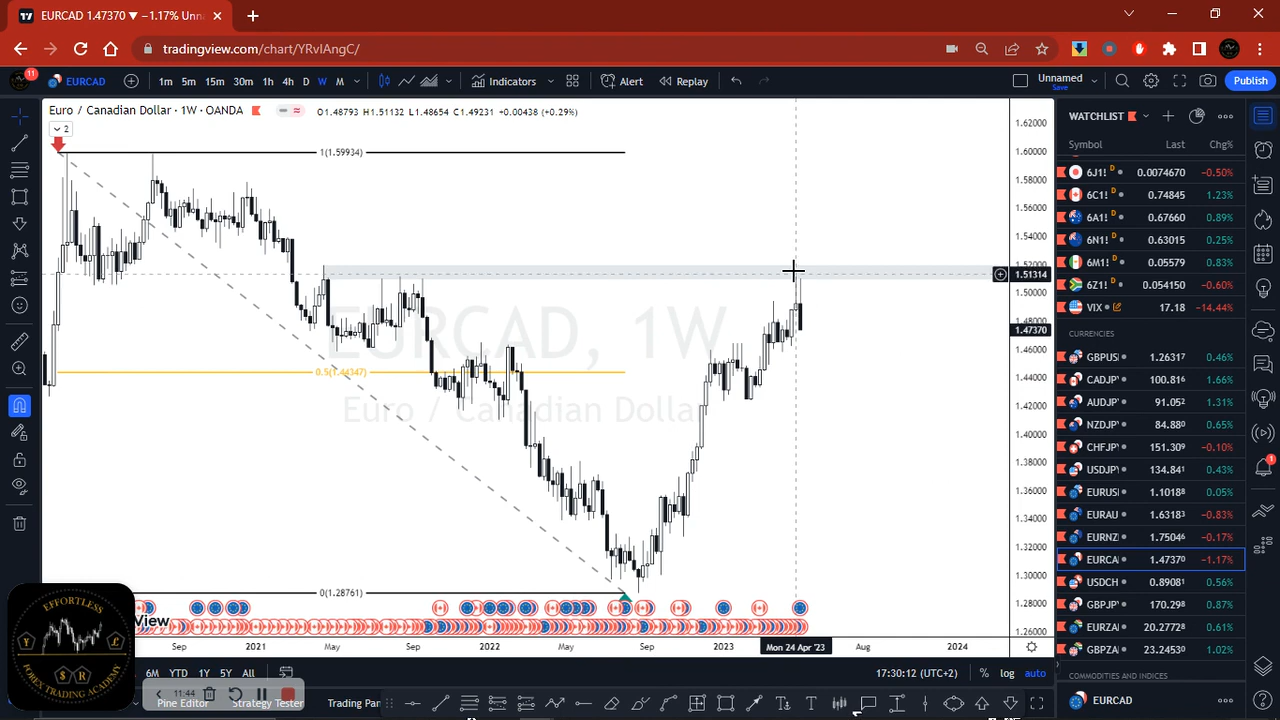 EURCAD 1.47370 ▼ −1.17% Unna
tradingview.com/chart/YRvIAngC/
11
EURCAD
1m 5m 15m 30m 1h 4h D W M
Indicators
Alert
Replay
Unnamed
Save
Publish
Euro / Canadian Dollar · 1W · OANDA
O1.48793 H1.51132 L1.48654 C1.49231 +0.00438 (+0.29%)
2
1(1.59934)
0.5(1.44347)
0(1.28761)
EURCAD, 1W
Euro / Canadian Dollar
1.62000
1.60000
1.58000
1.56000
1.54000
1.52000
1.51314
1.50000
1.48000
1.47370
1.46000
1.44000
1.42000
1.40000
1.38000
1.36000
1.34000
1.32000
1.30000
1.28000
1.26000
Sep 2021 May Sep 2022 May Sep 2023 Mon 24 Apr '23 Aug 2024
WATCHLIST
Symbol Last Chg%
6J1! D 0.0074670 −0.50%
6C1! D 0.74845 1.23%
6A1! D 0.67660 0.89%
6N1! D 0.63015 0.25%
6M1! D 0.05579 0.83%
6Z1! D 0.054150 −0.60%
VIX 17.18 −14.44%
CURRENCIES
GBPUSI 1.26317 0.46%
CADJP 100.816 1.66%
AUDJP 91.052 1.31%
NZDJP 84.880 0.65%
CHFJP 151.309 −0.10%
USDJP 134.841 0.43%
EURUS 1.10188 0.05%
EURAU 1.63183 −0.83%
EURNZ 1.75046 −0.17%
EURCA 1.47370 −1.17%
USDCH 0.89081 0.56%
GBPJP 170.298 0.87%
EURZA 20.27728 0.61%
GBPZA 23.24530 1.02%
COMMODITIES AND INDICES
EURCAD
1
EFFORTLESS
FOREX TRADING ACADEMY
View
6M YTD 1Y 5Y All
17:30:12 (UTC+2)
% log auto
11:44
Pine Editor
Strategy Tester
Trading Pan